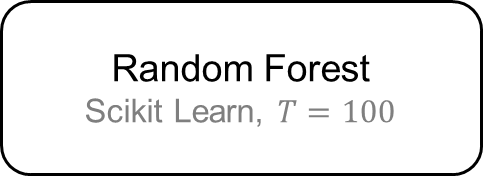 Random Forest
Scikit Learn, T = 100